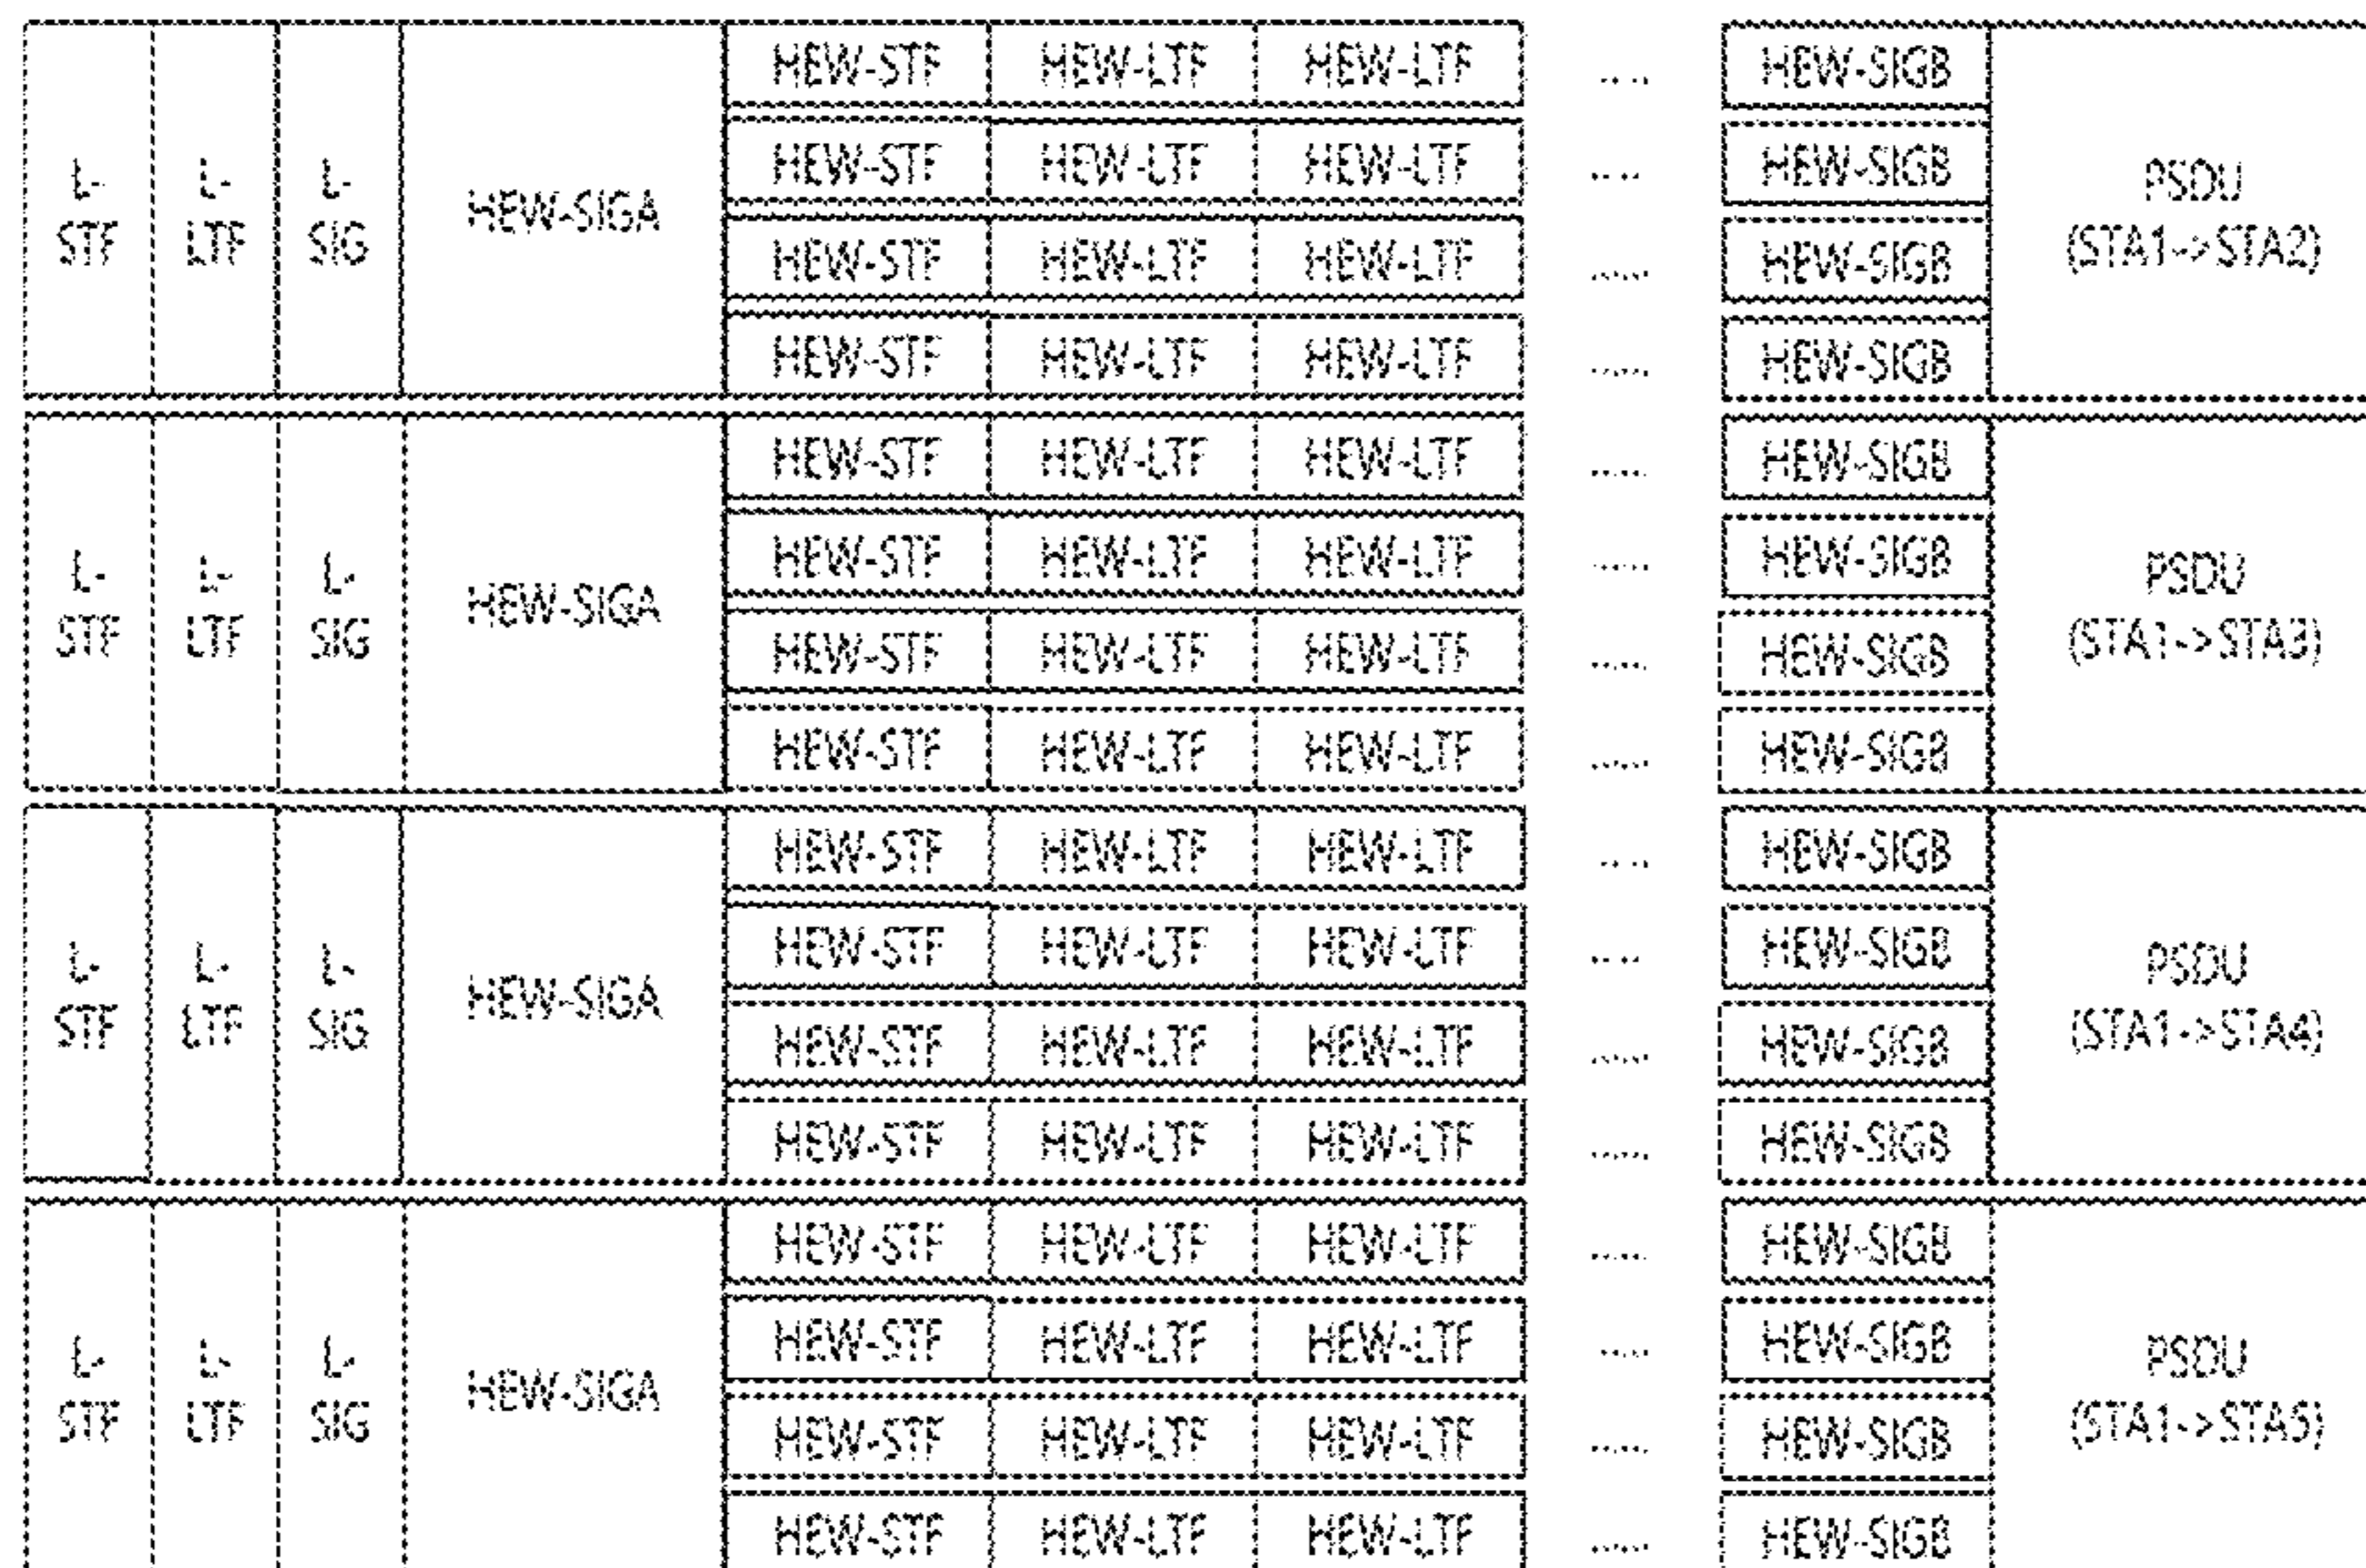 HEW-STF HEW-LTF HEW-LTF ..... HEW-SIGB
HEW-STF HEW-LTF HEW-LTF ..... HEW-SIGB
L-STF L-LTF L-SIG HEW-SIGA PSDU (STA1->STA2)
HEW-STF HEW-LTF HEW-LTF ..... HEW-SIGB
HEW-STF HEW-LTF HEW-LTF ..... HEW-SIGB
HEW-STF HEW-LTF HEW-LTF ..... HEW-SIGB
HEW-STF HEW-LTF HEW-LTF ..... HEW-SIGB
L-STF L-LTF L-SIG HEW-SIGA PSDU (STA1->STA3)
HEW-STF HEW-LTF HEW-LTF ..... HEW-SIGB
HEW-STF HEW-LTF HEW-LTF ..... HEW-SIGB
HEW-STF HEW-LTF HEW-LTF ..... HEW-SIGB
HEW-STF HEW-LTF HEW-LTF ..... HEW-SIGB
L-STF L-LTF L-SIG HEW-SIGA PSDU (STA1->STA4)
HEW-STF HEW-LTF HEW-LTF ..... HEW-SIGB
HEW-STF HEW-LTF HEW-LTF ..... HEW-SIGB
HEW-STF HEW-LTF HEW-LTF ..... HEW-SIGB
HEW-STF HEW-LTF HEW-LTF ..... HEW-SIGB
L-STF L-LTF L-SIG HEW-SIGA PSDU (STA1->STA5)
HEW-STF HEW-LTF HEW-LTF ..... HEW-SIGB
HEW-STF HEW-LTF HEW-LTF ..... HEW-SIGB